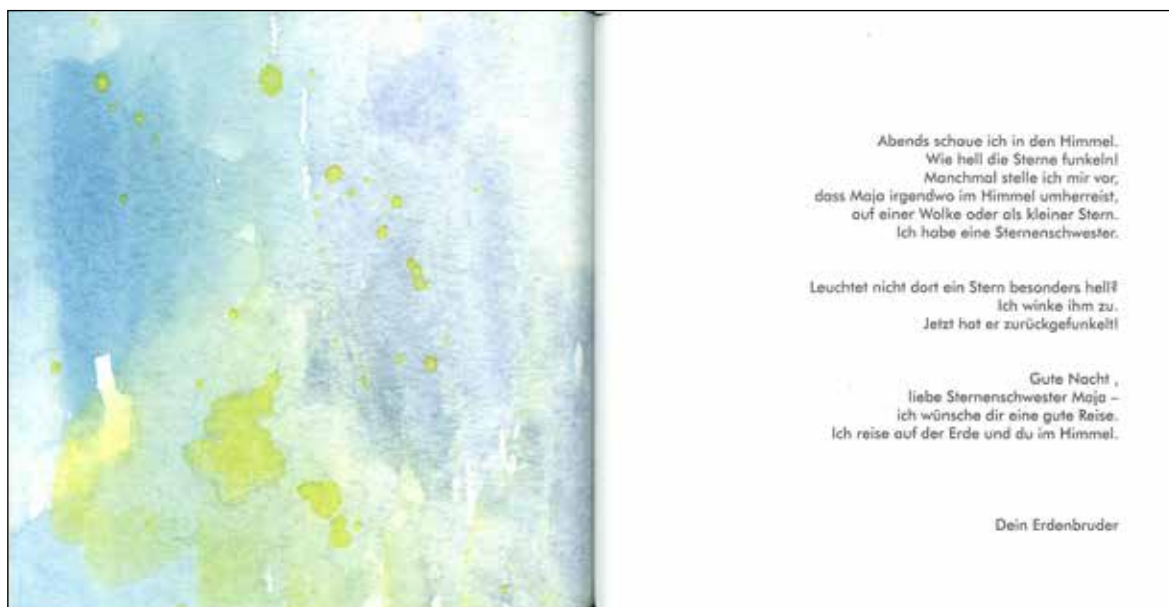 Abends schaue ich in den Himmel.
Wie hell die Sterne funkeln!
Manchmal stelle ich mir vor,
dass Maja irgendwo im Himmel umherreist,
auf einer Wolke oder als kleiner Stern.
Ich habe eine Sternenschwester.
Leuchtet nicht dort ein Stern besonders hell?
Ich winke ihm zu.
Jetzt hat er zurückgefunkelt!
Gute Nacht ,
liebe Sternenschwester Maja –
ich wünsche dir eine gute Reise.
Ich reise auf der Erde und du im Himmel.
Dein Erdenbruder